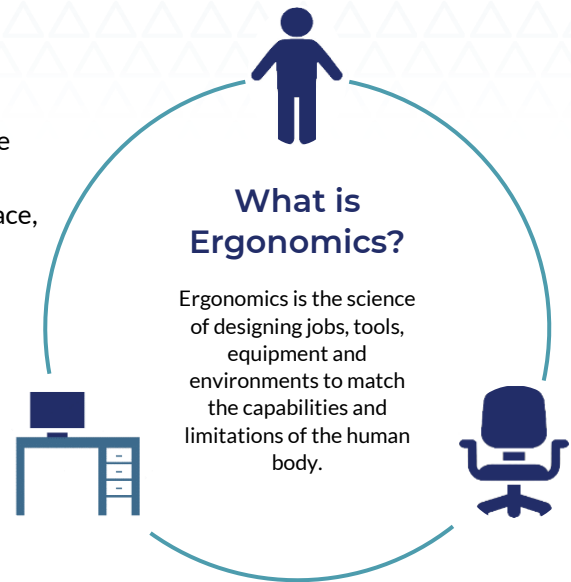 What is
Ergonomics?
Ergonomics is the science
of designing jobs, tools,
equipment and
environments to match
the capabilities and
limitations of the human
body.